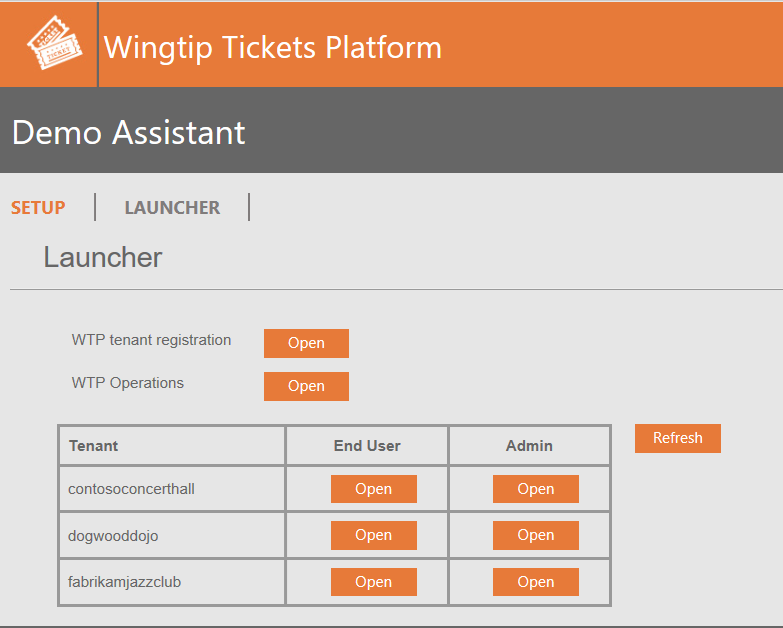 Wingtip Tickets Platform
Demo Assistant
SETUP LAUNCHER
Launcher
WTP tenant registration Open
WTP Operations Open
Tenant End User Admin Refresh
contosoconcerthall Open Open
dogwooddojo Open Open
fabrikamjazzclub Open Open